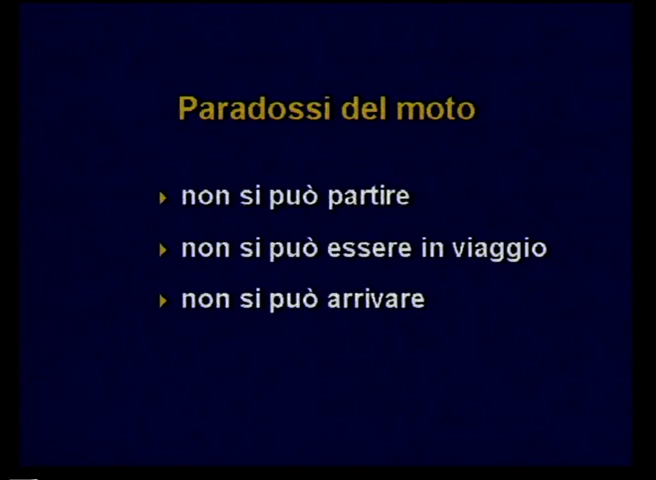 Paradossi del moto
non si può partire
non si può essere in viaggio
non si può arrivare